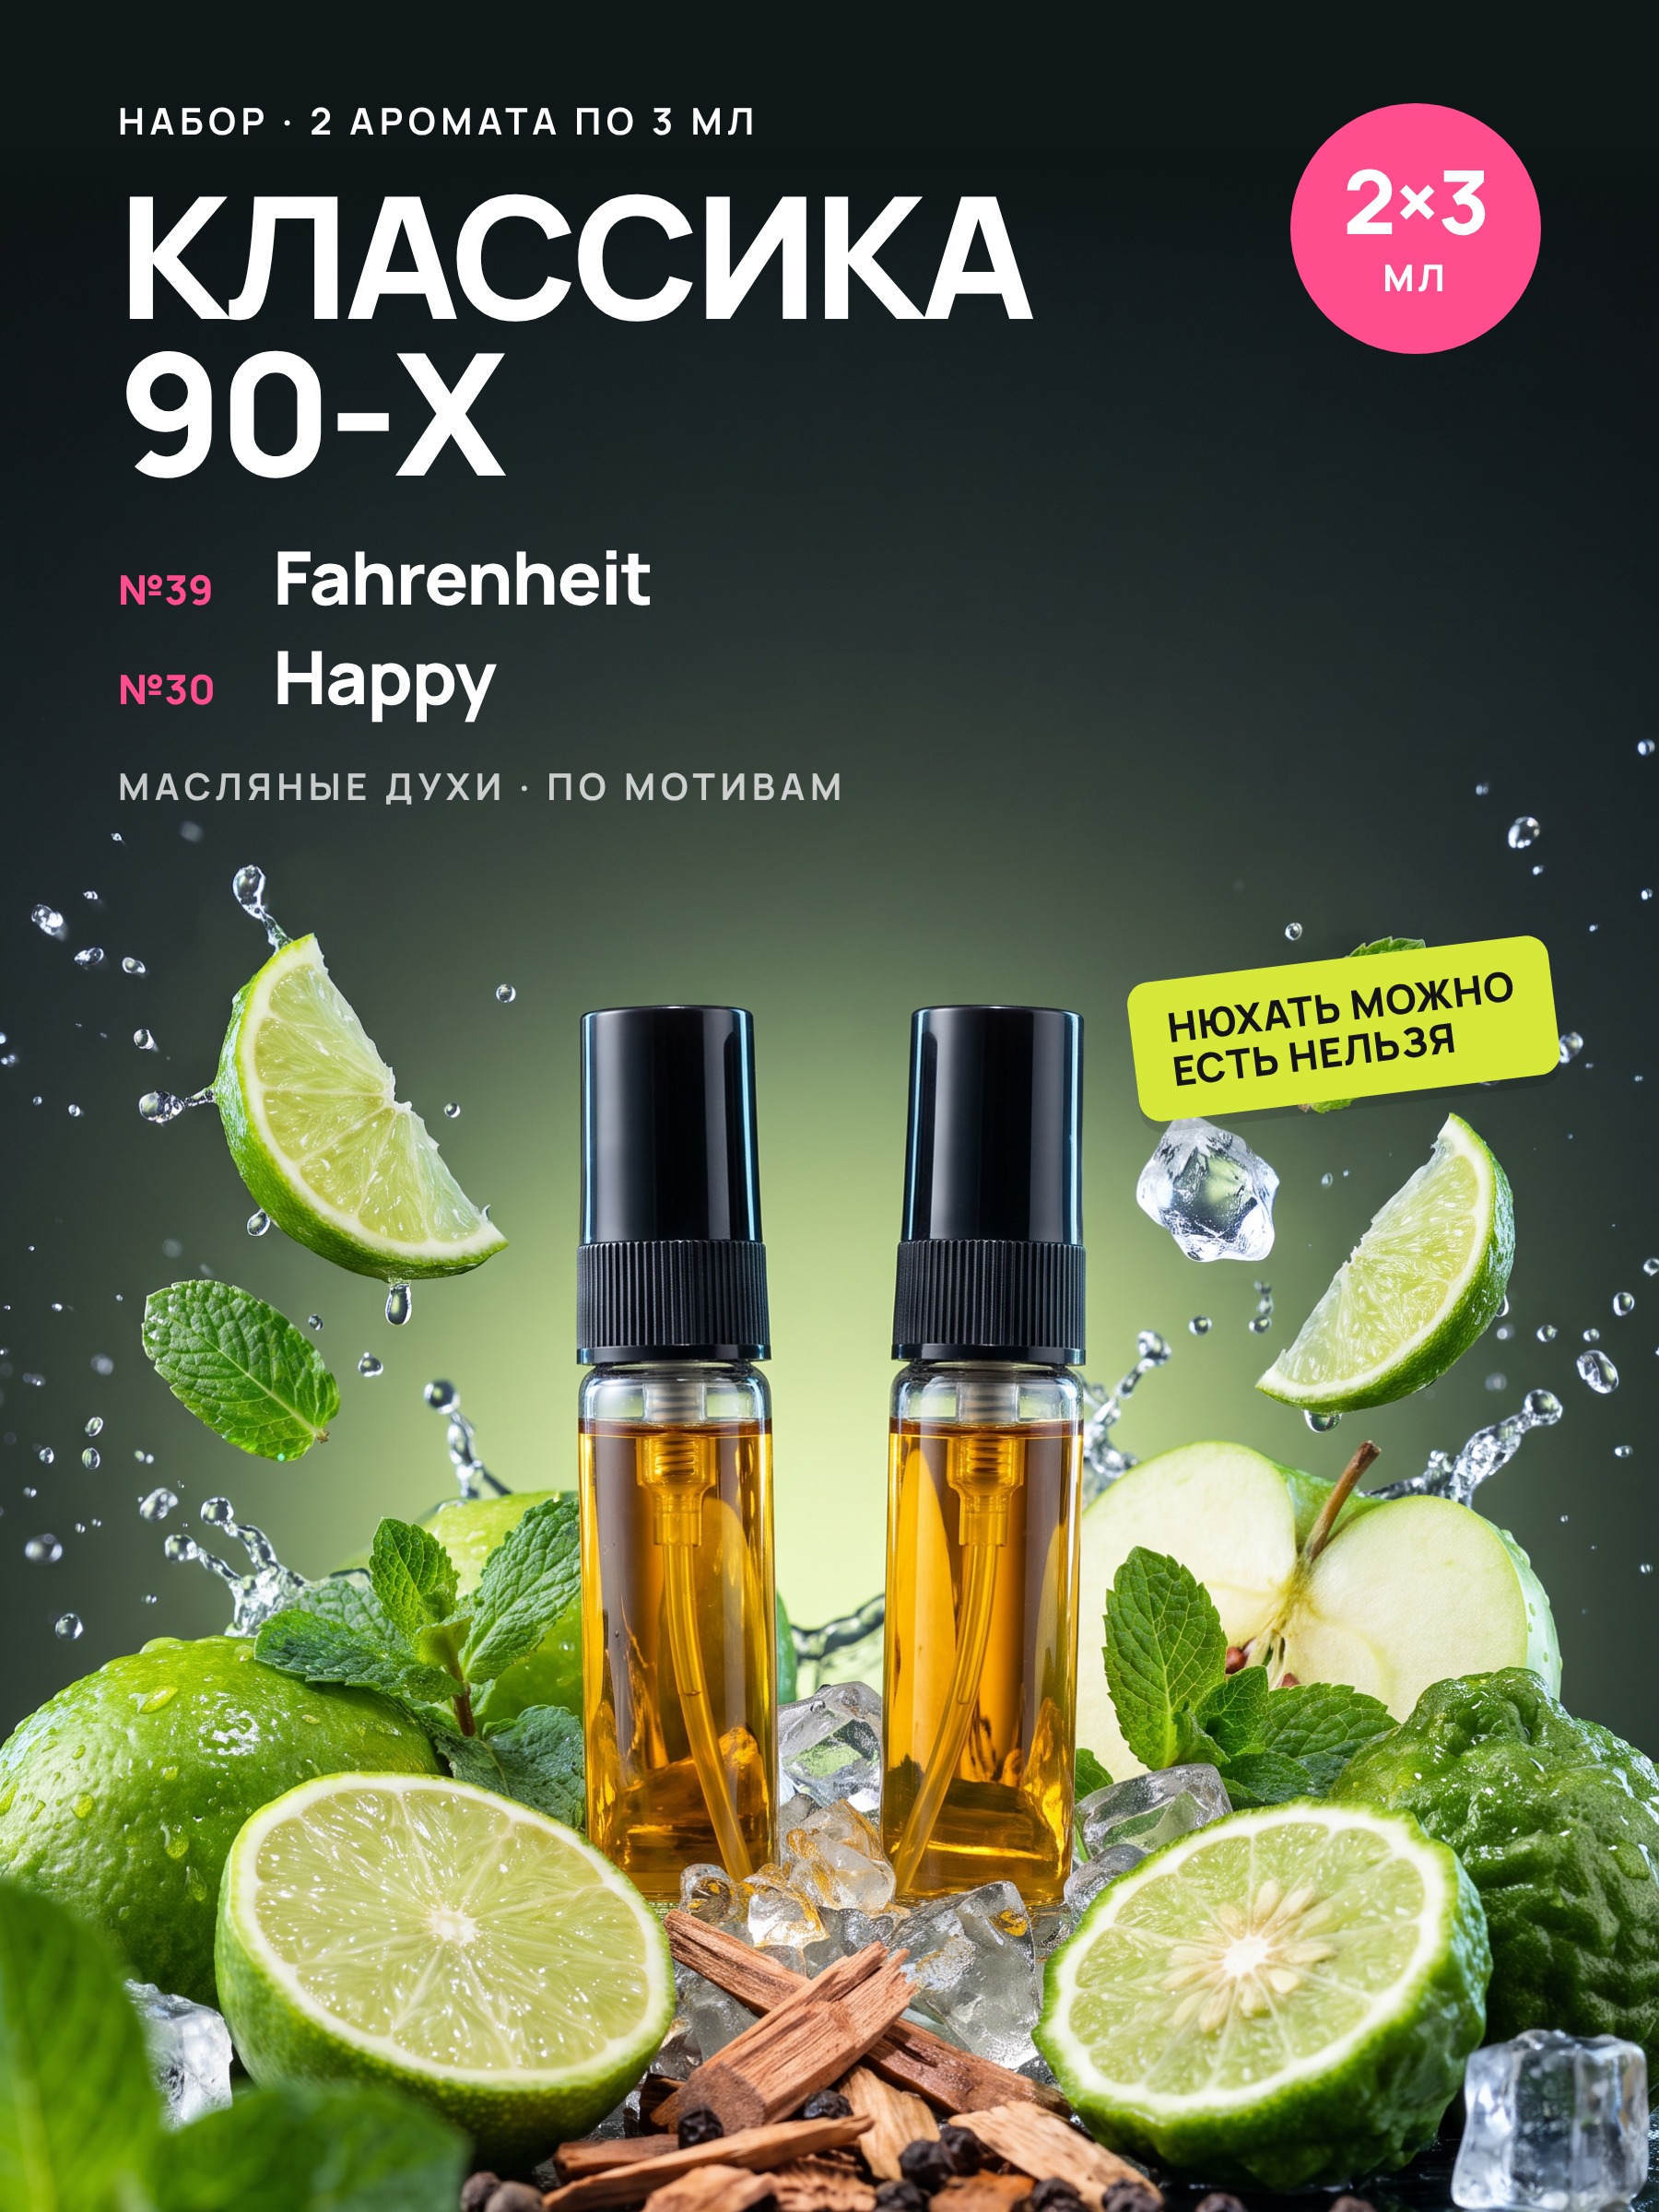 НАБОР · 2 АРОМАТА ПО 3 МЛ
КЛАССИКА
90-Х
2×3
МЛ
№39 Fahrenheit
№30 Happy
МАСЛЯНЫЕ ДУХИ · ПО МОТИВАМ
НЮХАТЬ МОЖНО
ЕСТЬ НЕЛЬЗЯ